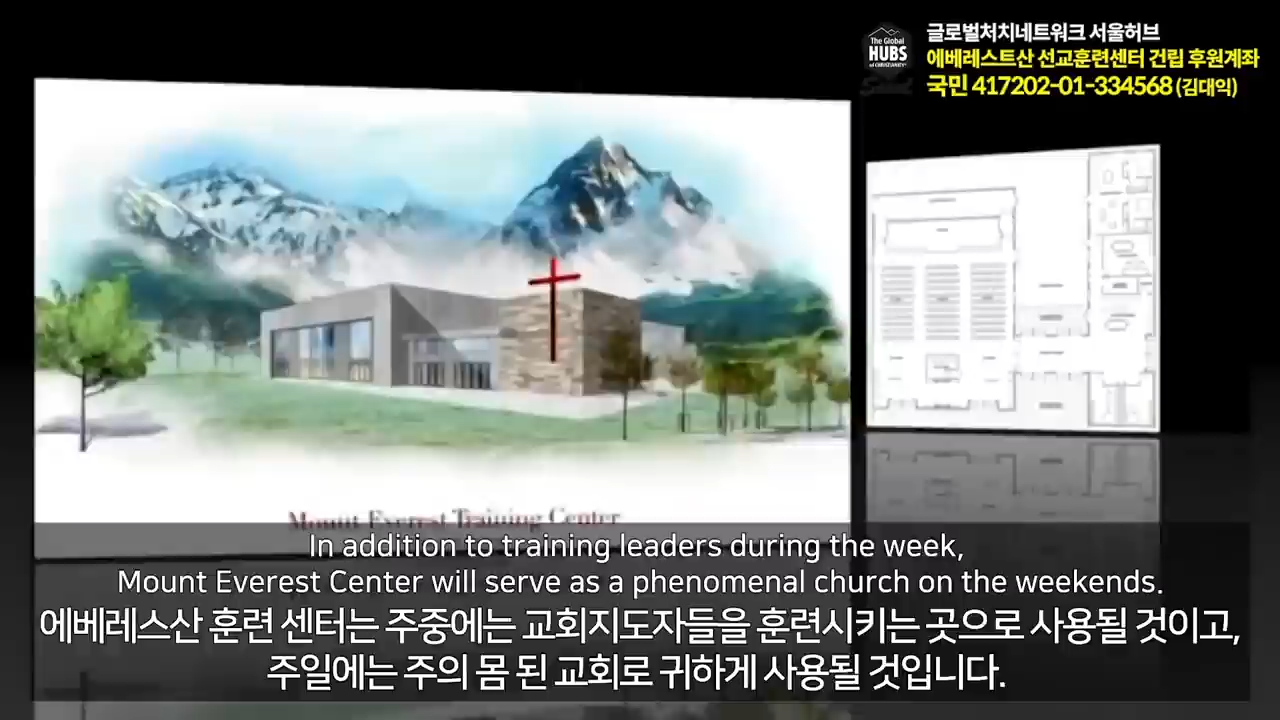 The Global
HUBS
of CHRISTIANITY
Seoul
글로벌처치네트워크 서울허브
에베레스트산 선교훈련센터 건립 후원계좌
국민 417202-01-334568 (김대익)
Mount Everest Training Center
In addition to training leaders during the week,
Mount Everest Center will serve as a phenomenal church on the weekends.
에베레스산 훈련 센터는 주중에는 교회지도자들을 훈련시키는 곳으로 사용될 것이고,
주일에는 주의 몸 된 교회로 귀하게 사용될 것입니다.